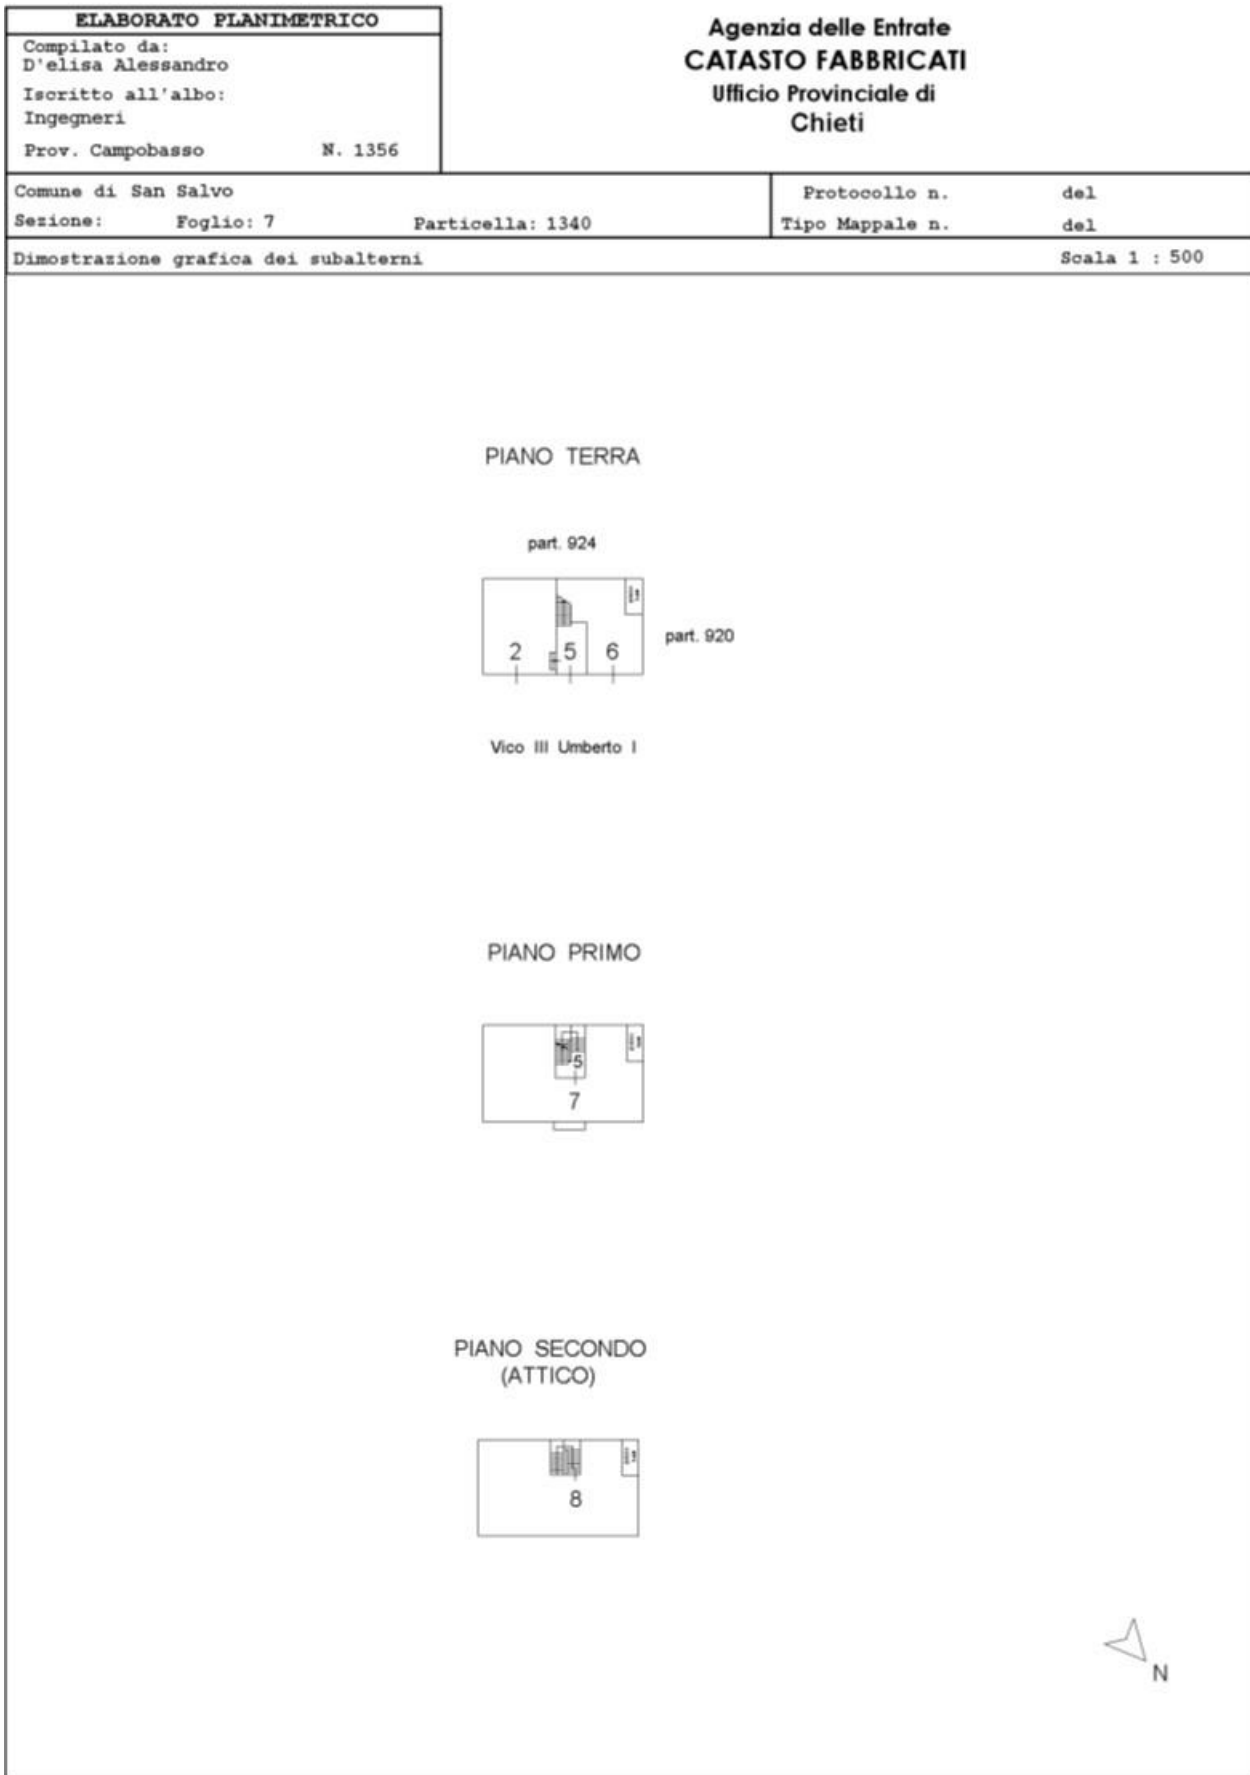 ELABORATO PLANIMETRICO
Compilato da:
D'elisa Alessandro
Iscritto all'albo:
Ingegneri
Prov. Campobasso N. 1356
Agenzia delle Entrate
CATASTO FABBRICATI
Ufficio Provinciale di
Chieti
Comune di San Salvo
Sezione: Foglio: 7 Particella: 1340
Protocollo n. del
Tipo Mappale n. del
Dimostrazione grafica dei subalterni Scala 1 : 500
PIANO TERRA
part. 924
part. 920
2 5 6
Vico III Umberto I
PIANO PRIMO
5
7
PIANO SECONDO
(ATTICO)
8
N